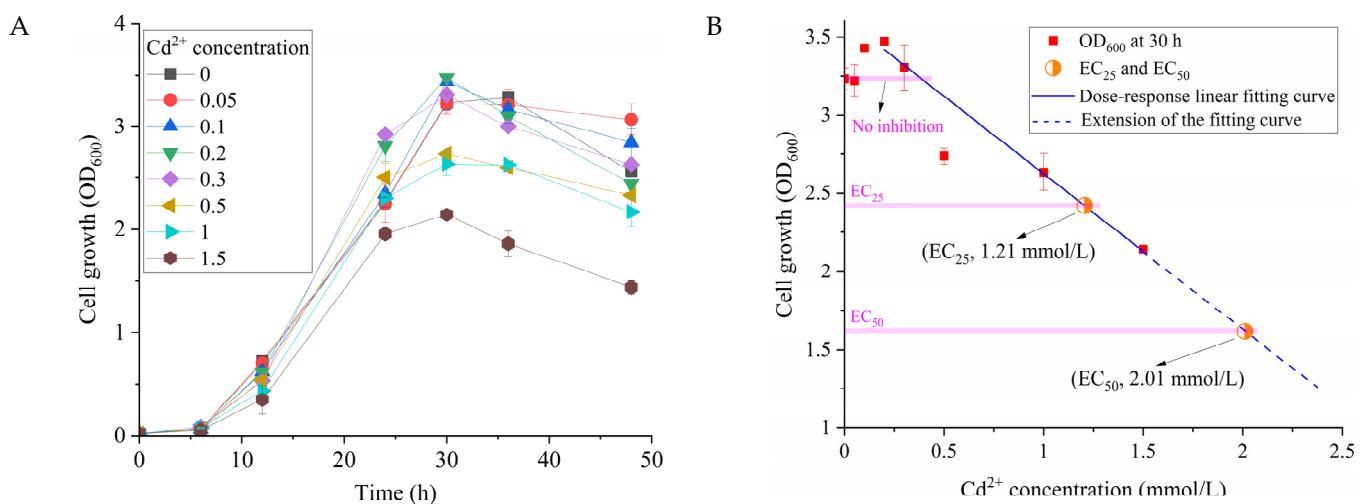 A
Cell growth (OD600)
4
3
2
1
0
Cd2+ concentration
0
0.05
0.1
0.2
0.3
0.5
1
1.5
0 10 20 30 40 50
Time (h)
B
Cell growth (OD600)
3.5
3
2.5
2
1.5
1
OD600 at 30 h
EC25 and EC50
Dose-response linear fitting curve
Extension of the fitting curve
No inhibition
EC25
(EC25, 1.21 mmol/L)
EC50
(EC50, 2.01 mmol/L)
0 0.5 1 1.5 2 2.5
Cd2+ concentration (mmol/L)